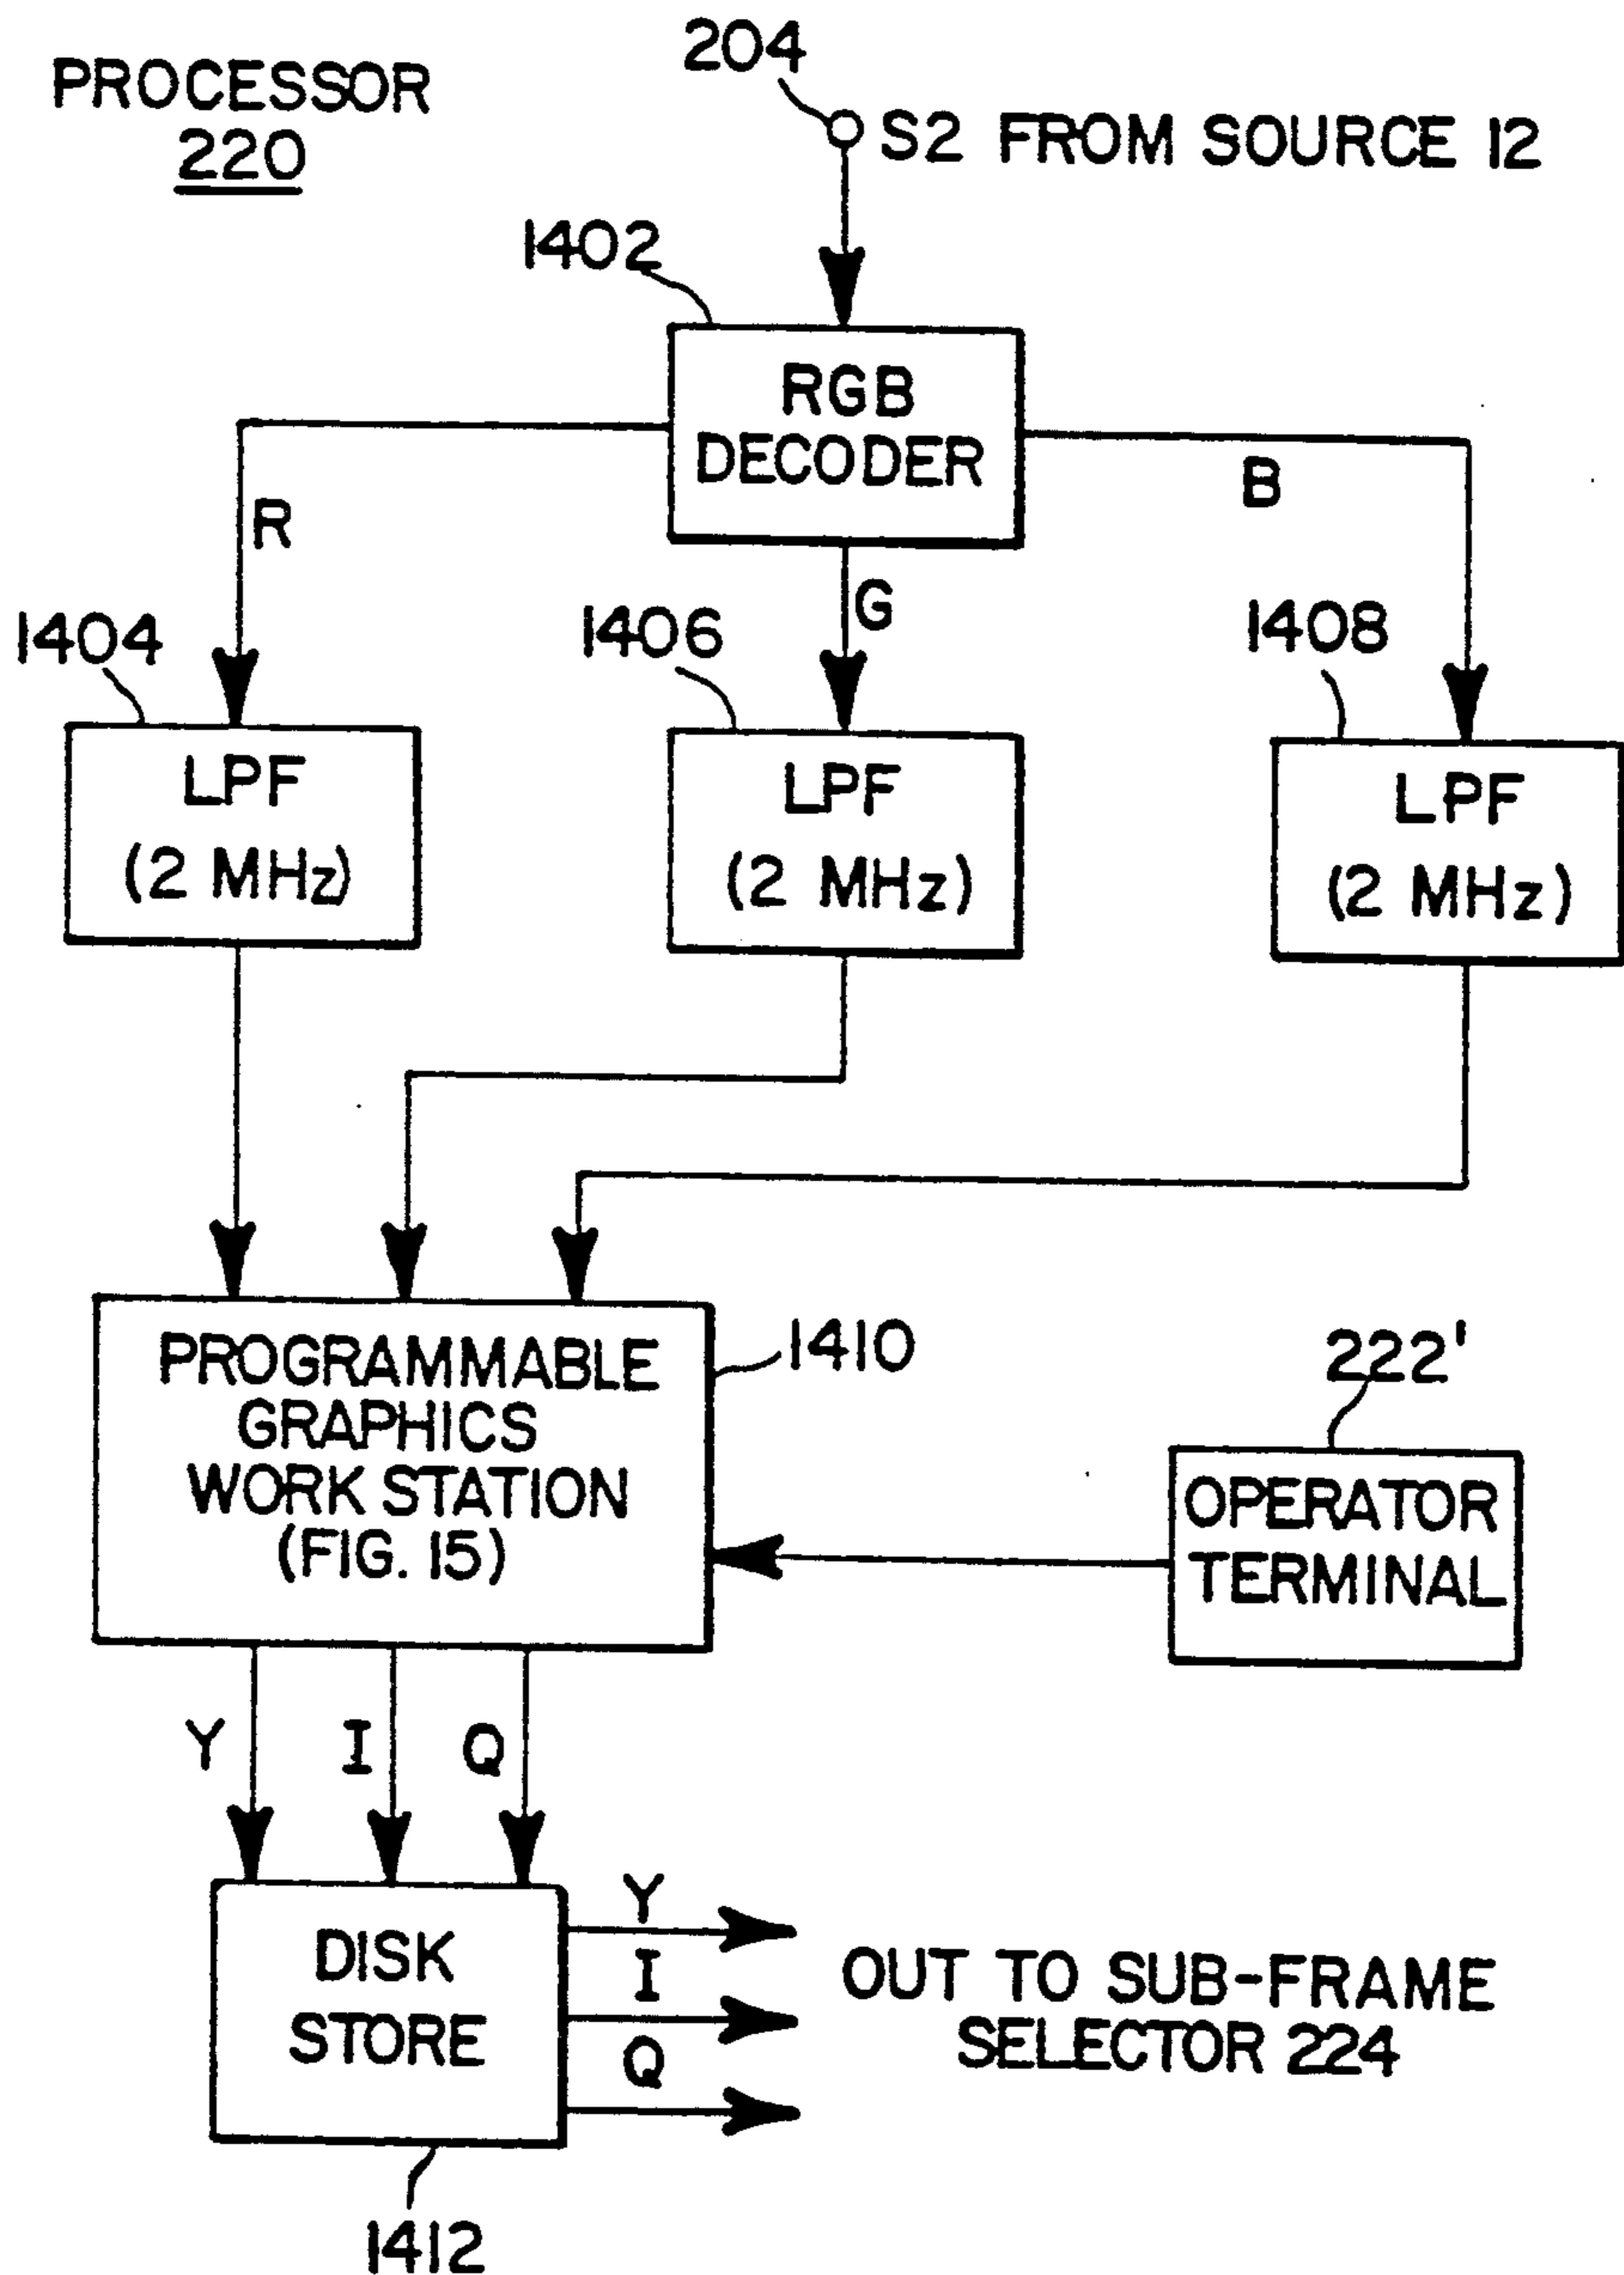 PROCESSOR
220
204
S2 FROM SOURCE 12
1402
RGB
DECODER
R
G
B
1404
1406
1408
LPF
(2 MHz)
LPF
(2 MHz)
LPF
(2 MHz)
PROGRAMMABLE
GRAPHICS
WORK STATION
(FIG. 15)
1410
222'
OPERATOR
TERMINAL
Y I Q
DISK
STORE
Y
I
Q
OUT TO SUB-FRAME
SELECTOR 224
1412